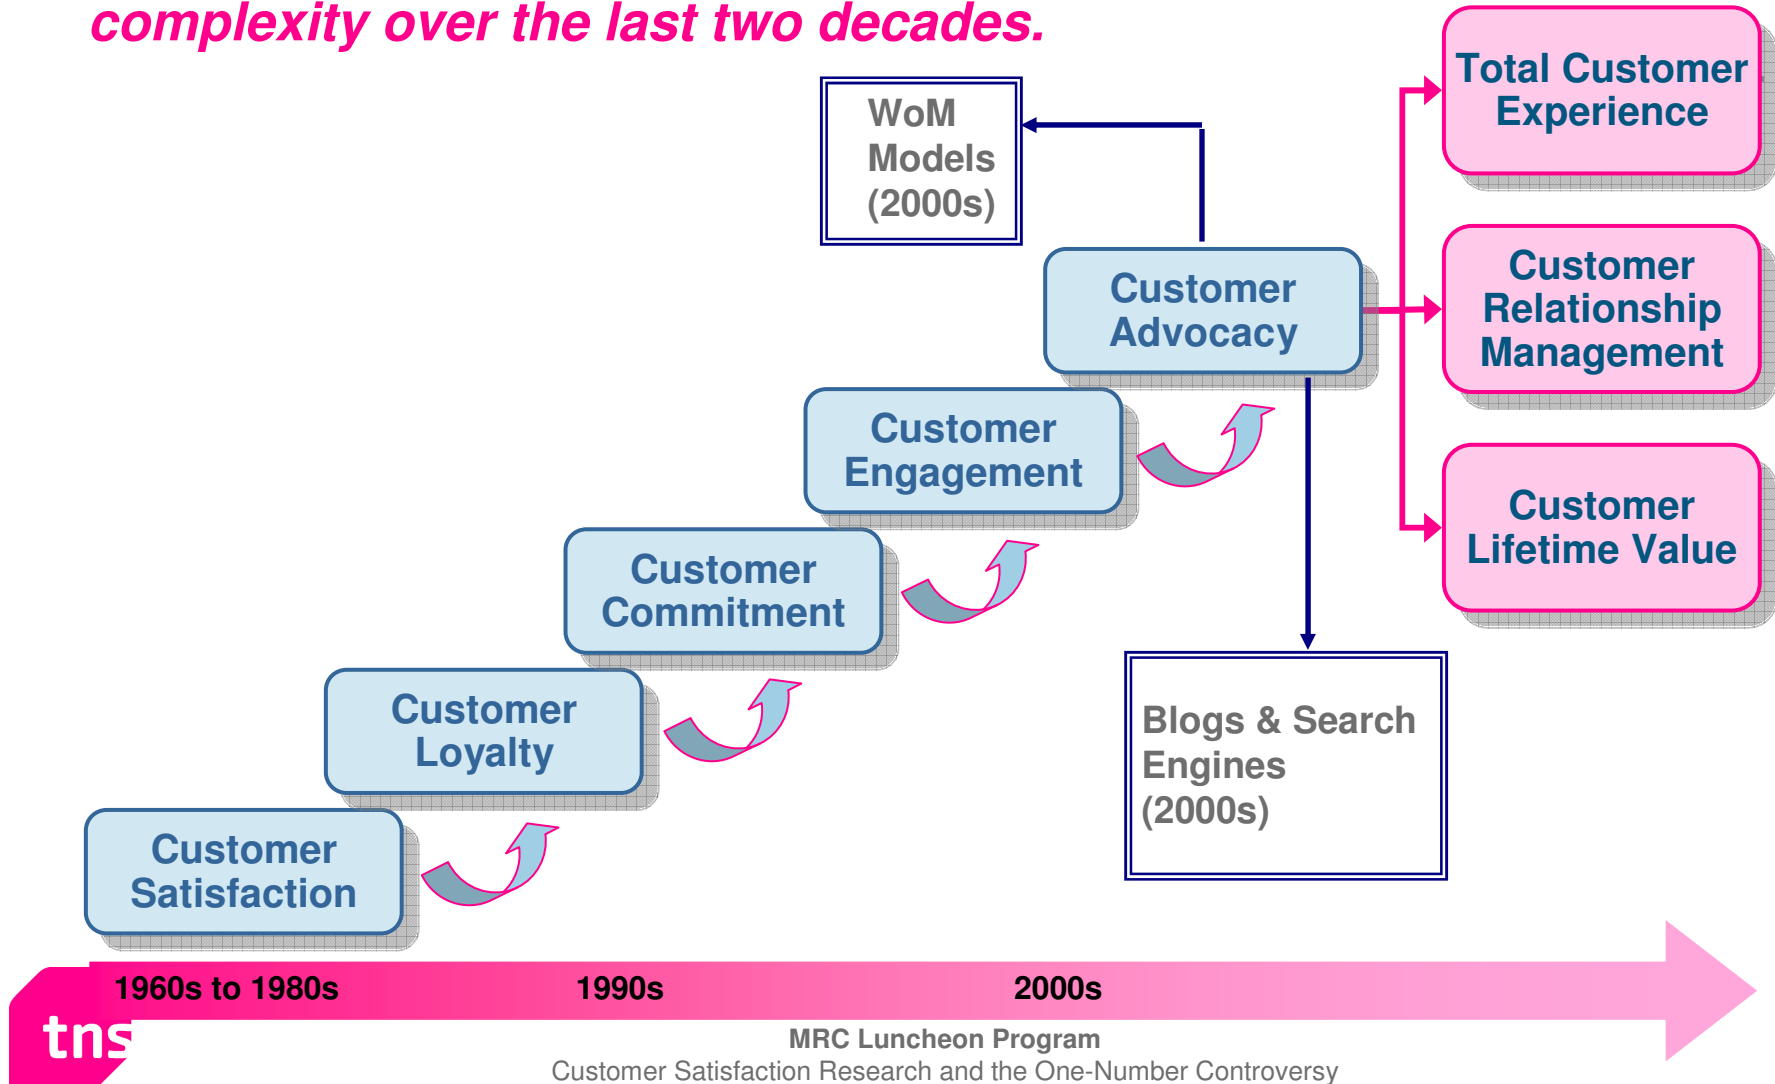 complexity over the last two decades.
Total Customer
Experience
WoM
Models
(2000s)
Customer
Relationship
Management
Customer
Advocacy
Customer
Engagement
Customer
Lifetime Value
Customer
Commitment
Customer
Loyalty
Blogs & Search
Engines
(2000s)
Customer
Satisfaction
1960s to 1980s
1990s
2000s
tns
MRC Luncheon Program
Customer Satisfaction Research and the One-Number Controversy